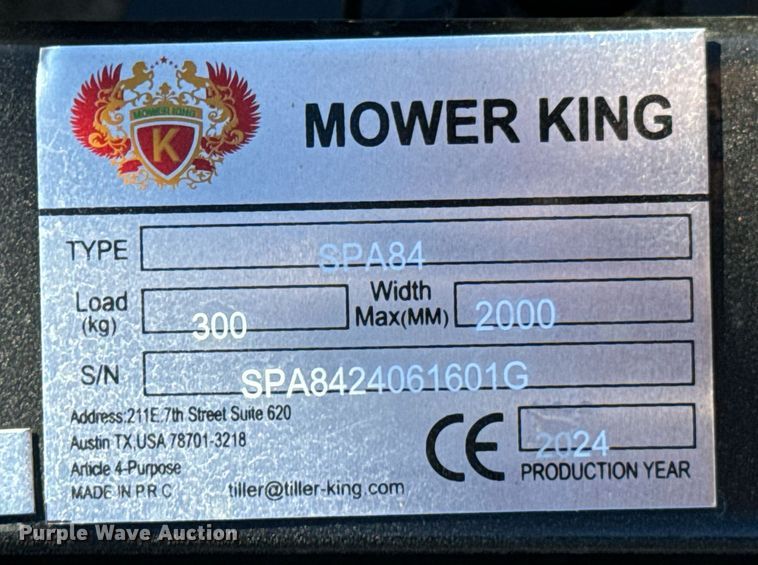 MOWER KING
K
MOWER KING
TYPE SPA84
Load (kg) 300 Width Max(MM) 2000
S/N SPA8424061601G
Address:211E.7th Street Suite 620
Austin TX,USA 78701-3218
Article 4-Purpose
MADE IN P R C tiller@tiller-king.com
CE 2024
PRODUCTION YEAR
Purple Wave Auction